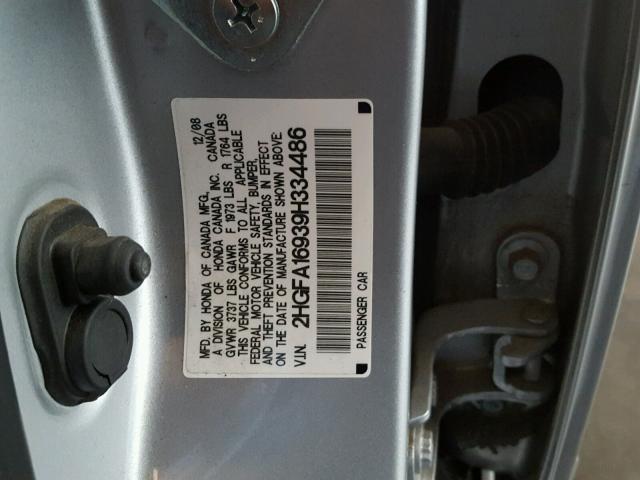 MFD. BY HONDA OF CANADA MFG. 12/08
A DIVISION OF HONDA CANADA INC. CANADA
GVWR 3737 LBS GAWR F 1973 LBS R 1764 LBS
THIS VEHICLE CONFORMS TO ALL APPLICABLE
FEDERAL MOTOR VEHICLE SAFETY, BUMPER,
AND THEFT PREVENTION STANDARDS IN EFFECT
ON THE DATE OF MANUFACTURE SHOWN ABOVE.
V.I.N. 2HGFA16939H334486
PASSENGER CAR